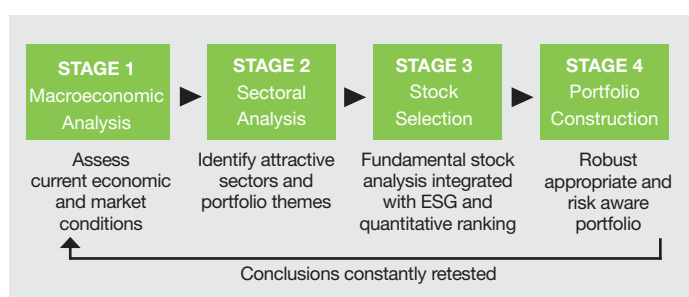 STAGE 1
Macroeconomic
Analysis
Assess
current economic
and market
conditions
STAGE 2
Sectoral
Analysis
Identify attractive
sectors and
portfolio themes
STAGE 3
Stock
Selection
Fundamental stock
analysis integrated
with ESG and
quantitative ranking
STAGE 4
Portfolio
Construction
Robust
appropriate and
risk aware
portfolio
Conclusions constantly retested